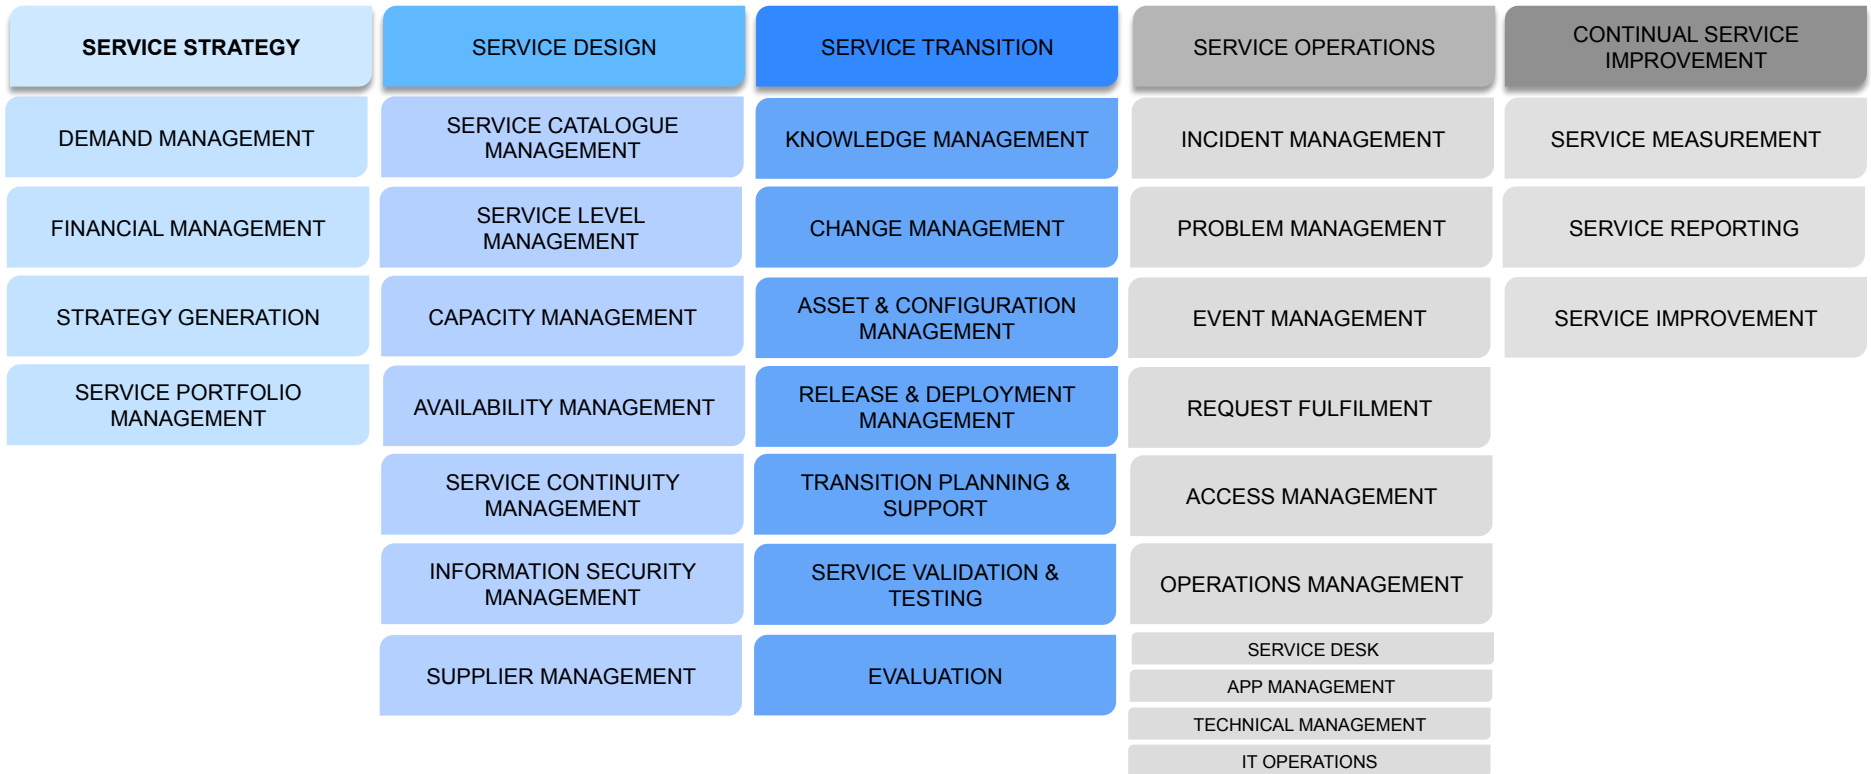 SERVICE STRATEGY
SERVICE DESIGN
SERVICE TRANSITION
SERVICE OPERATIONS
CONTINUAL SERVICE
IMPROVEMENT
DEMAND MANAGEMENT
FINANCIAL MANAGEMENT
STRATEGY GENERATION
SERVICE PORTFOLIO
MANAGEMENT
SERVICE CATALOGUE
MANAGEMENT
SERVICE LEVEL
MANAGEMENT
CAPACITY MANAGEMENT
AVAILABILITY MANAGEMENT
SERVICE CONTINUITY
MANAGEMENT
INFORMATION SECURITY
MANAGEMENT
SUPPLIER MANAGEMENT
KNOWLEDGE MANAGEMENT
CHANGE MANAGEMENT
ASSET & CONFIGURATION
MANAGEMENT
RELEASE & DEPLOYMENT
MANAGEMENT
TRANSITION PLANNING &
SUPPORT
SERVICE VALIDATION &
TESTING
EVALUATION
INCIDENT MANAGEMENT
PROBLEM MANAGEMENT
EVENT MANAGEMENT
REQUEST FULFILMENT
ACCESS MANAGEMENT
OPERATIONS MANAGEMENT
SERVICE DESK
APP MANAGEMENT
TECHNICAL MANAGEMENT
IT OPERATIONS
SERVICE MEASUREMENT
SERVICE REPORTING
SERVICE IMPROVEMENT